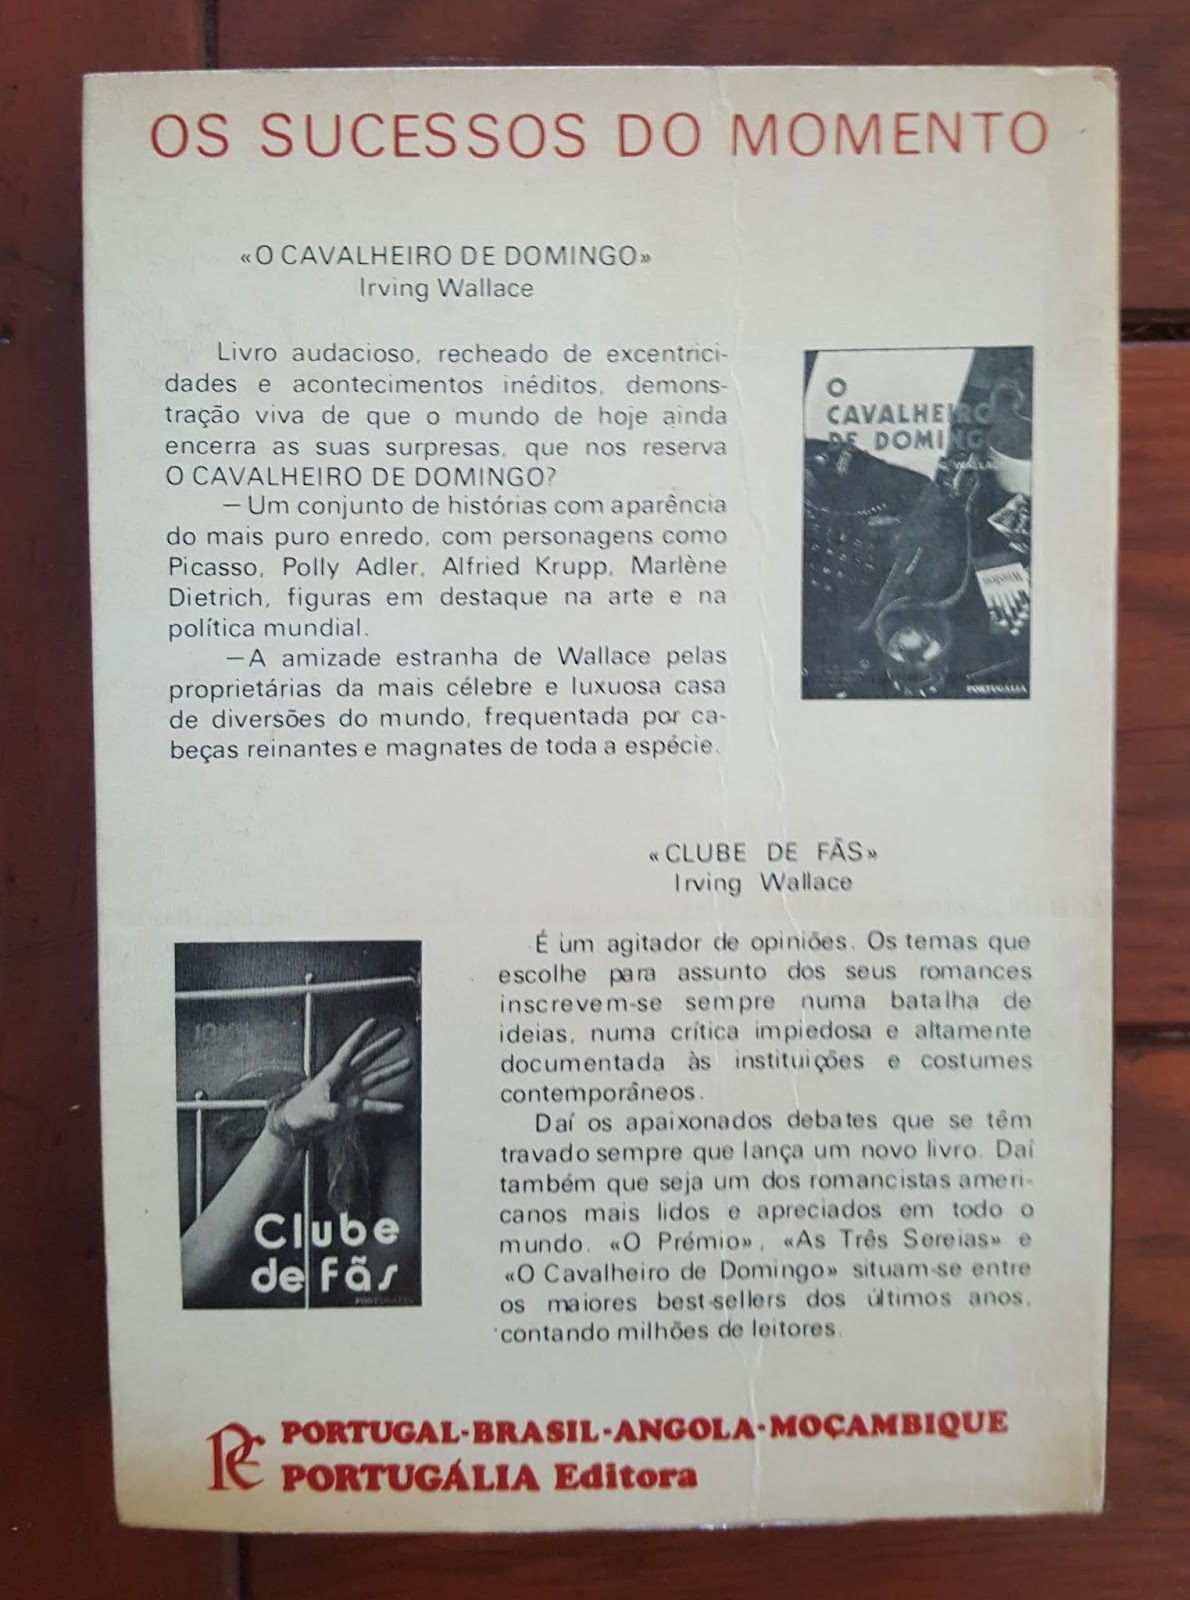 OS SUCESSOS DO MOMENTO
«O CAVALHEIRO DE DOMINGO»
Irving Wallace
Livro audacioso, recheado de excentrici-
dades e acontecimentos inéditos, demons-
tração viva de que o mundo de hoje ainda
encerra as suas surpresas, que nos reserva
O CAVALHEIRO DE DOMINGO?
— Um conjunto de histórias com aparência
do mais puro enredo, com personagens como
Picasso, Polly Adler, Alfried Krupp, Marlène
Dietrich, figuras em destaque na arte e na
política mundial.
—A amizade estranha de Wallace pelas
proprietárias da mais célebre e luxuosa casa
de diversões do mundo, frequentada por ca-
beças reinantes e magnates de toda a espécie.
O
CAVALHEIRO
DE DOMINGO
WALLACE
Winston
PORTUGÁLIA
«CLUBE DE FÃS»
Irving Wallace
É um agitador de opiniões. Os temas que
escolhe para assunto dos seus romances
inscrevem-se sempre numa batalha de
ideias, numa crítica impiedosa e altamente
documentada às instituições e costumes
contemporâneos.
Daí os apaixonados debates que se têm
travado sempre que lança um novo livro. Daí
também que seja um dos romancistas ameri-
canos mais lidos e apreciados em todo o
mundo. «O Prémio», «As Três Sereias» e
«O Cavalheiro de Domingo» situam-se entre
os maiores best-sellers dos últimos anos,
contando milhões de leitores.
Clube
de fãs
PORTUGÁLIA
PE PORTUGAL-BRASIL-ANGOLA-MOÇAMBIQUE
PORTUGÁLIA Editora